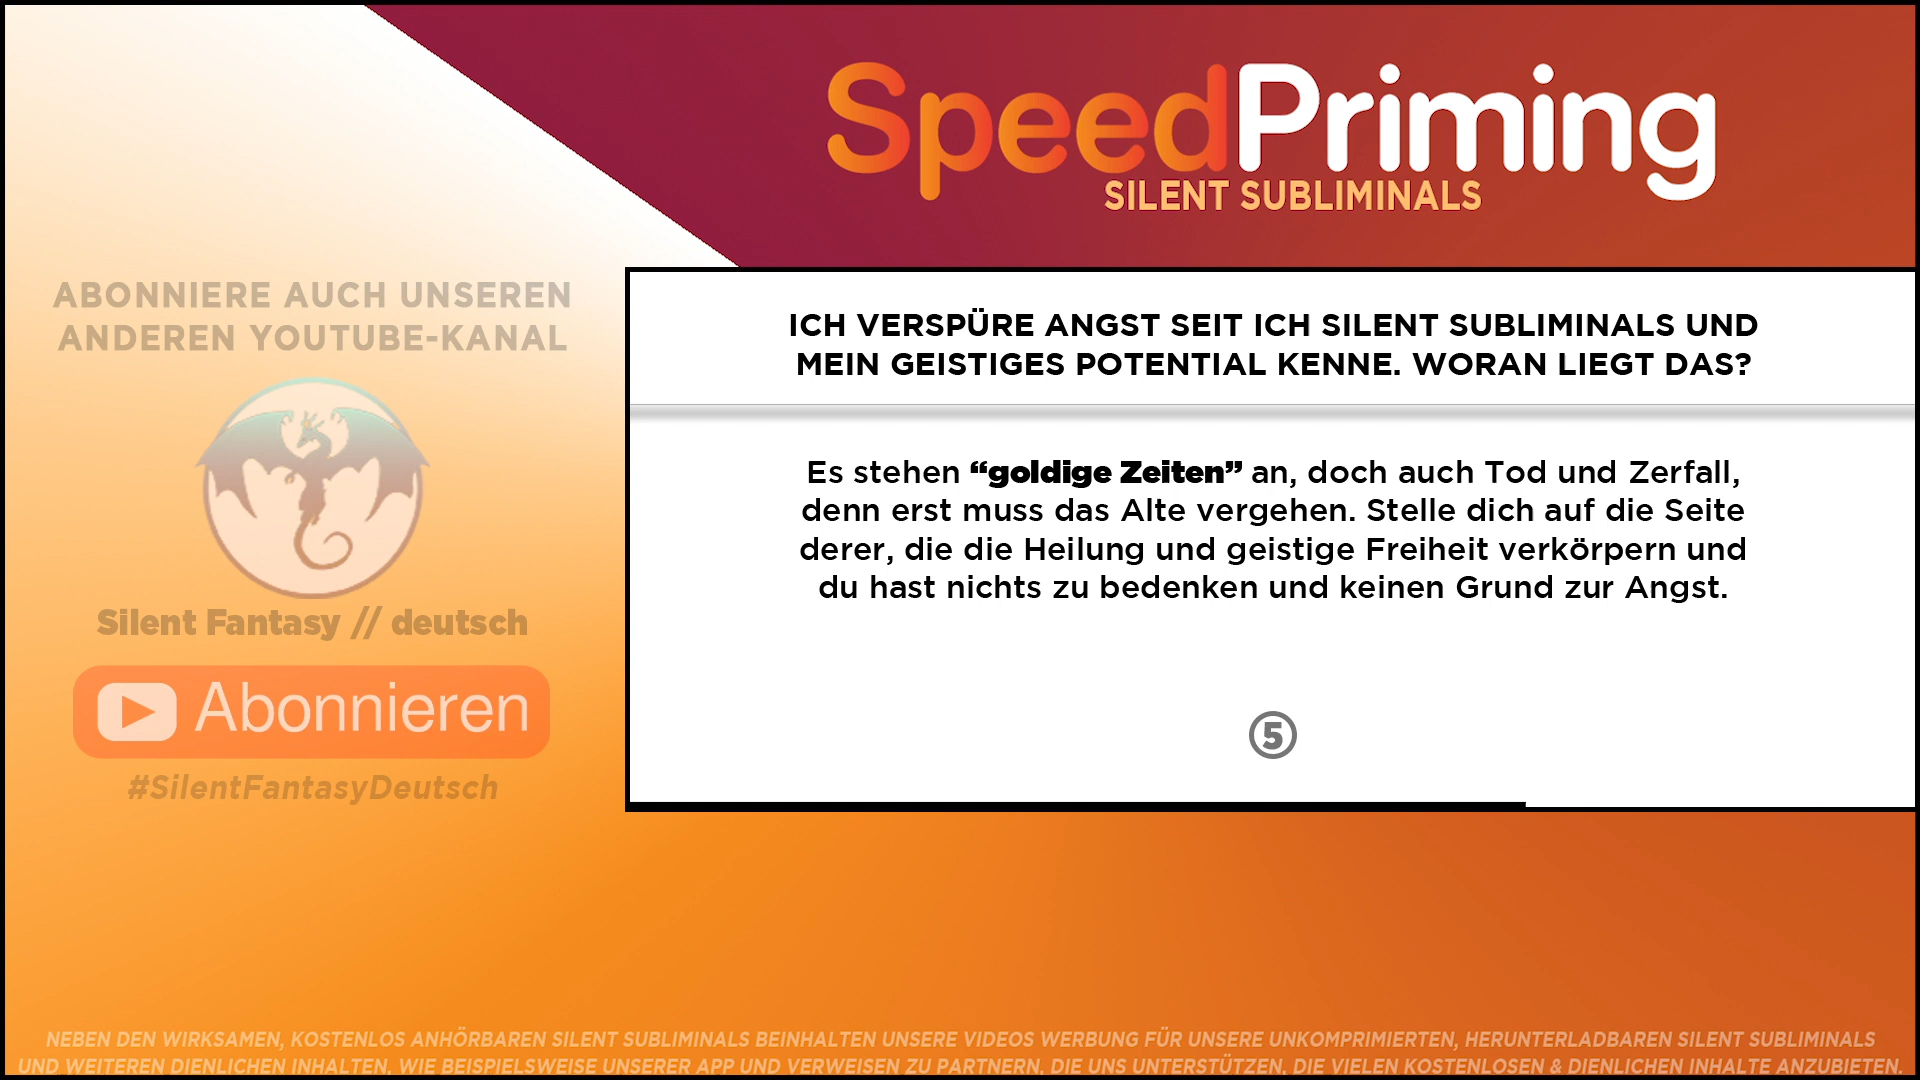 SpeedPriming
SILENT SUBLIMINALS
ABONNIERE AUCH UNSEREN
ANDEREN YOUTUBE-KANAL
Silent Fantasy // deutsch
Abonnieren
#SilentFantasyDeutsch
ICH VERSPÜRE ANGST SEIT ICH SILENT SUBLIMINALS UND
MEIN GEISTIGES POTENTIAL KENNE. WORAN LIEGT DAS?
Es stehen “goldige Zeiten” an, doch auch Tod und Zerfall,
denn erst muss das Alte vergehen. Stelle dich auf die Seite
derer, die die Heilung und geistige Freiheit verkörpern und
du hast nichts zu bedenken und keinen Grund zur Angst.
5
NEBEN DEN WIRKSAMEN, KOSTENLOS ANHÖRBAREN SILENT SUBLIMINALS BEINHALTEN UNSERE VIDEOS WERBUNG FÜR UNSERE UNKOMPRIMIERTEN, HERUNTERLADBAREN SILENT SUBLIMINALS
UND WEITEREN DIENLICHEN INHALTEN, WIE BEISPIELSWEISE UNSERER APP UND VERWEISEN ZU PARTNERN, DIE UNS UNTERSTÜTZEN, DIE VIELEN KOSTENLOSEN & DIENLICHEN INHALTE ANZUBIETEN.